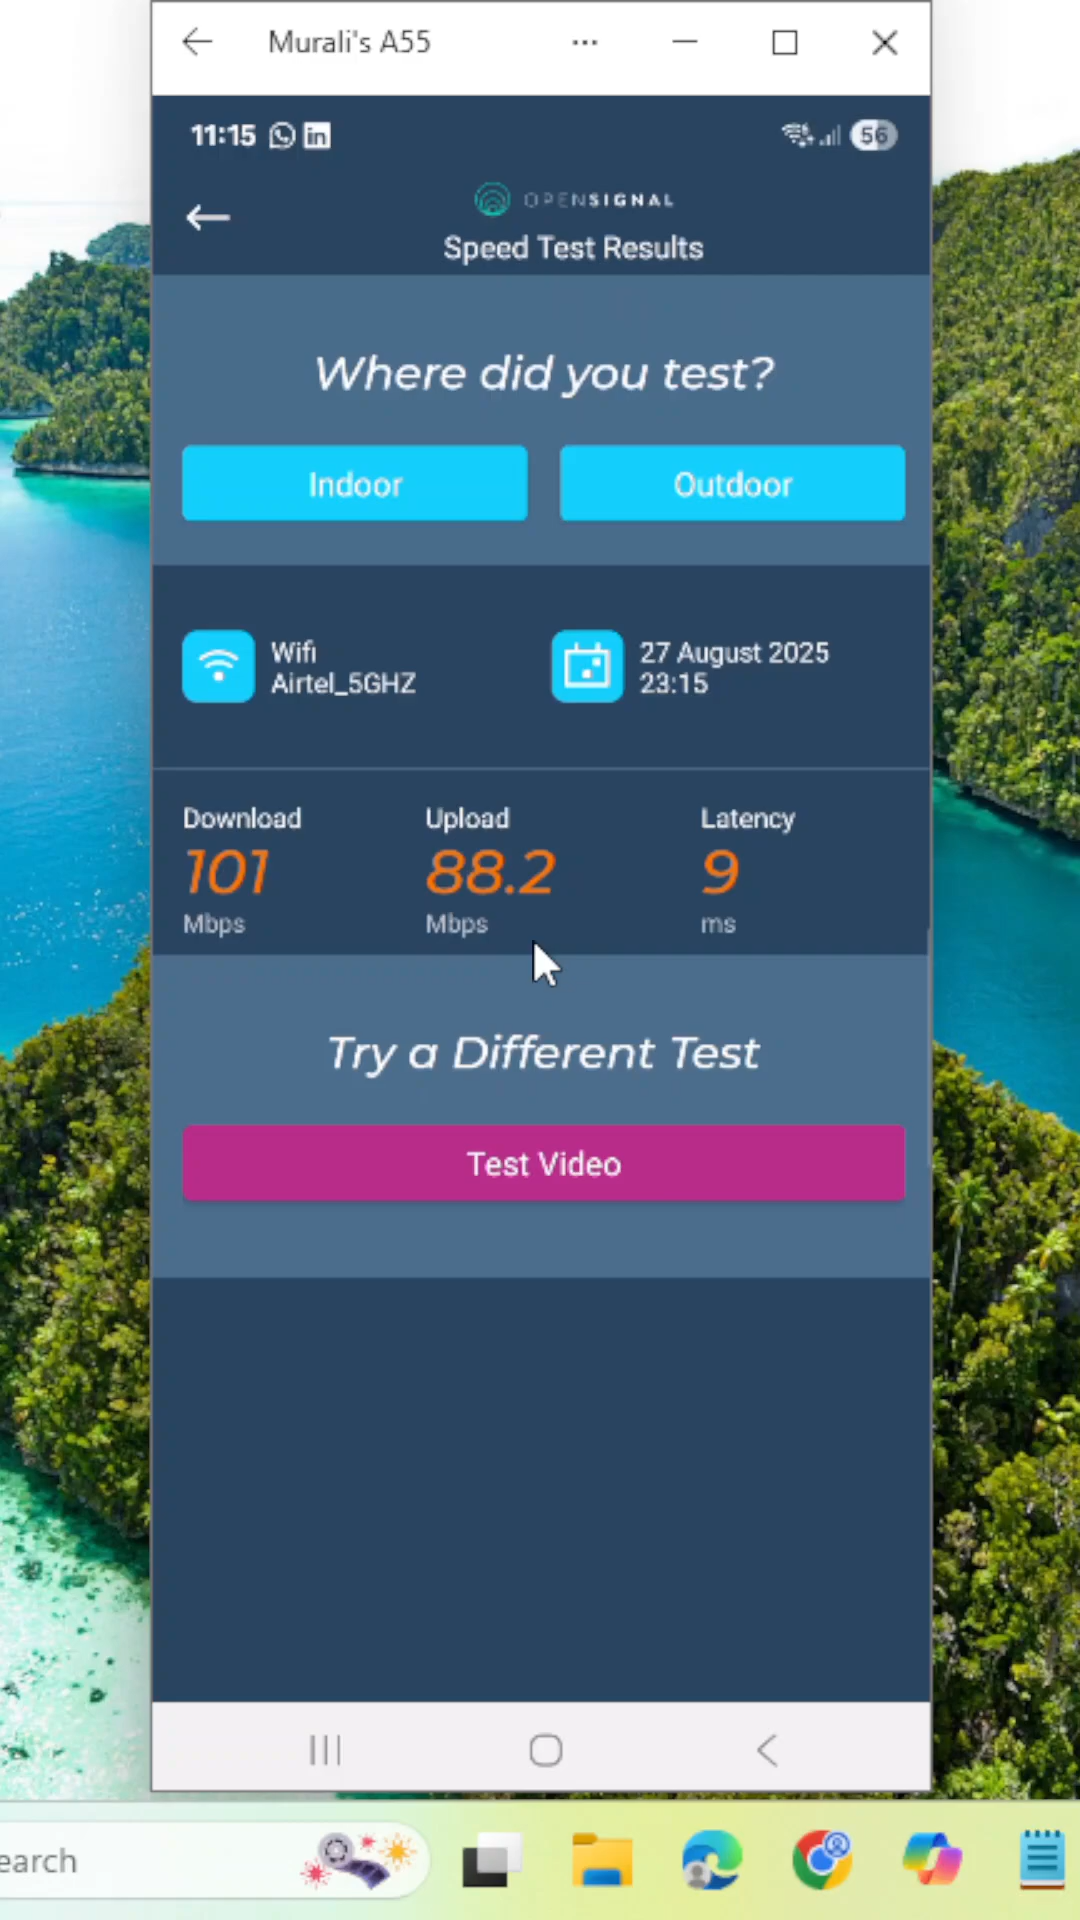 Murali's A55
11:15
56
OPENSIGNAL
Speed Test Results
Where did you test?
Indoor
Outdoor
Wifi
Airtel_5GHZ
27 August 2025
23:15
Download
101
Mbps
Upload
88.2
Mbps
Latency
9
ms
Try a Different Test
Test Video
earch